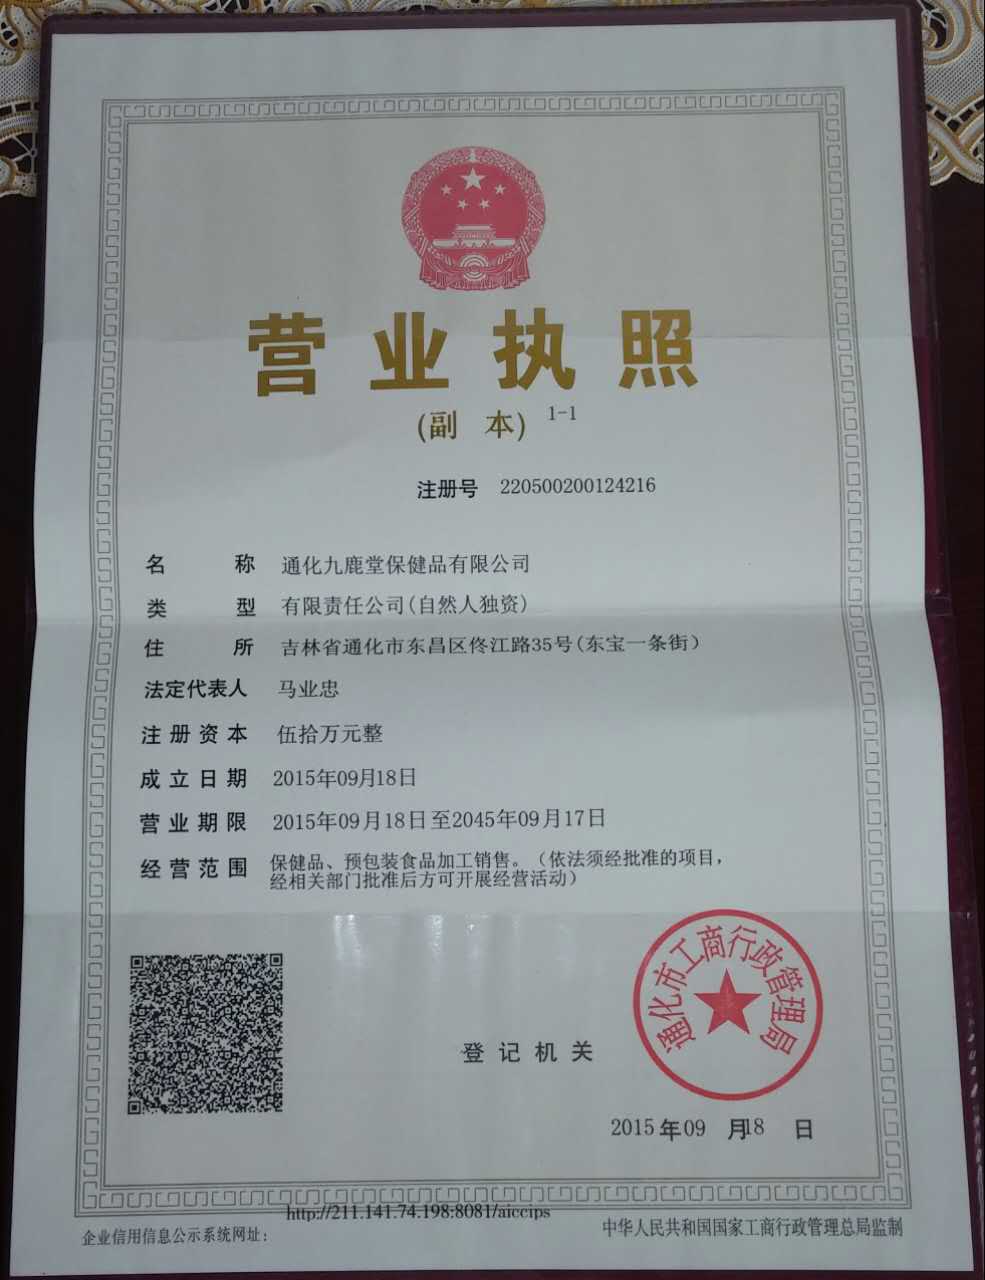 营业执照
(副 本) 1-1
注册号 220500200124216
名 称 通化九鹿堂保健品有限公司
类 型 有限责任公司(自然人独资)
住 所 吉林省通化市东昌区佟江路35号(东宝一条街)
法定代表人 马业忠
注册资本 伍拾万元整
成立日期 2015年09月18日
营业期限 2015年09月18日至2045年09月17日
经营范围 保健品、预包装食品加工销售。（依法须经批准的项目，
经相关部门批准后方可开展经营活动）
通化市工商行政管理局
登记机关
2015年09月18日
http://211.141.74.198:8081/aiccips
企业信用信息公示系统网址：
中华人民共和国国家工商行政管理总局监制